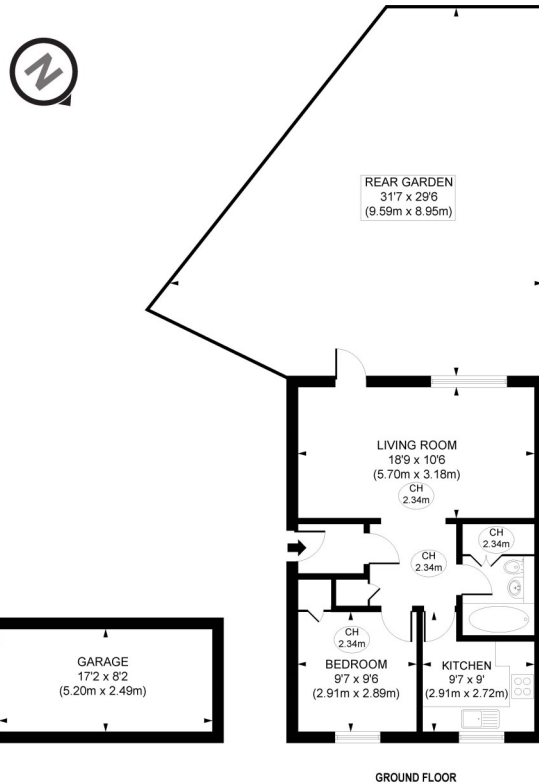 N
REAR GARDEN
31'7 x 29'6
(9.59m x 8.95m)
LIVING ROOM
18'9 x 10'6
(5.70m x 3.18m)
CH
2.34m
CH
2.34m
CH
2.34m
CH
2.34m
BEDROOM
9'7 x 9'6
(2.91m x 2.89m)
KITCHEN
9'7 x 9'
(2.91m x 2.72m)
GARAGE
17'2 x 8'2
(5.20m x 2.49m)
GROUND FLOOR